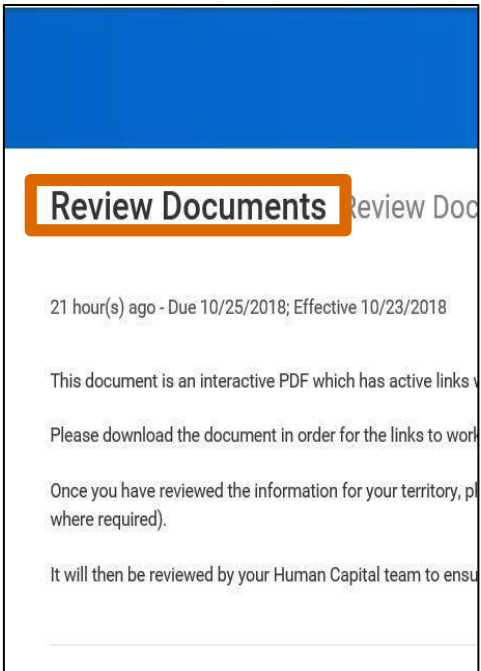 Review Documents Review Doc
21 hour(s) ago - Due 10/25/2018; Effective 10/23/2018
This document is an interactive PDF which has active links
Please download the document in order for the links to work
Once you have reviewed the information for your territory,
where required).
It will then be reviewed by your Human Capital team to